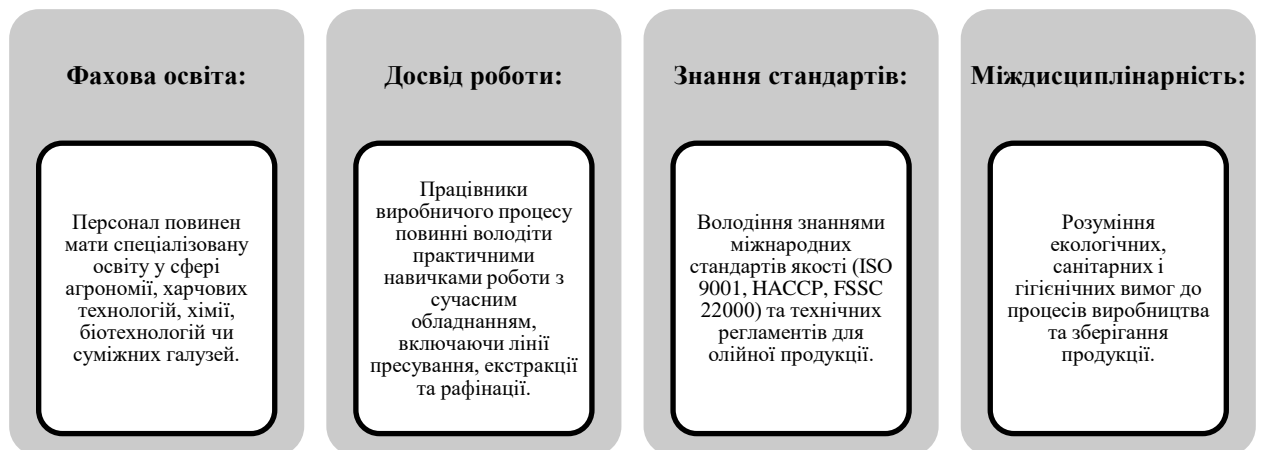 Фахова освіта:
Персонал повинен
мати спеціалізовану
освіту у сфері
агрономії, харчових
технологій, хімії,
біотехнологій чи
суміжних галузей.
Досвід роботи:
Працівники
виробничого процесу
повинні володіти
практичними
навичками роботи з
сучасним
обладнанням,
включаючи лінії
пресування, екстракції
та рафінації.
Знання стандартів:
Володіння знаннями
міжнародних
стандартів якості (ISO
9001, HACCP, FSSC
22000) та технічних
регламентів для
олійної продукції.
Міждисциплінарність:
Розуміння
екологічних,
санітарних і
гігієнічних вимог до
процесів виробництва
та зберігання
продукції.